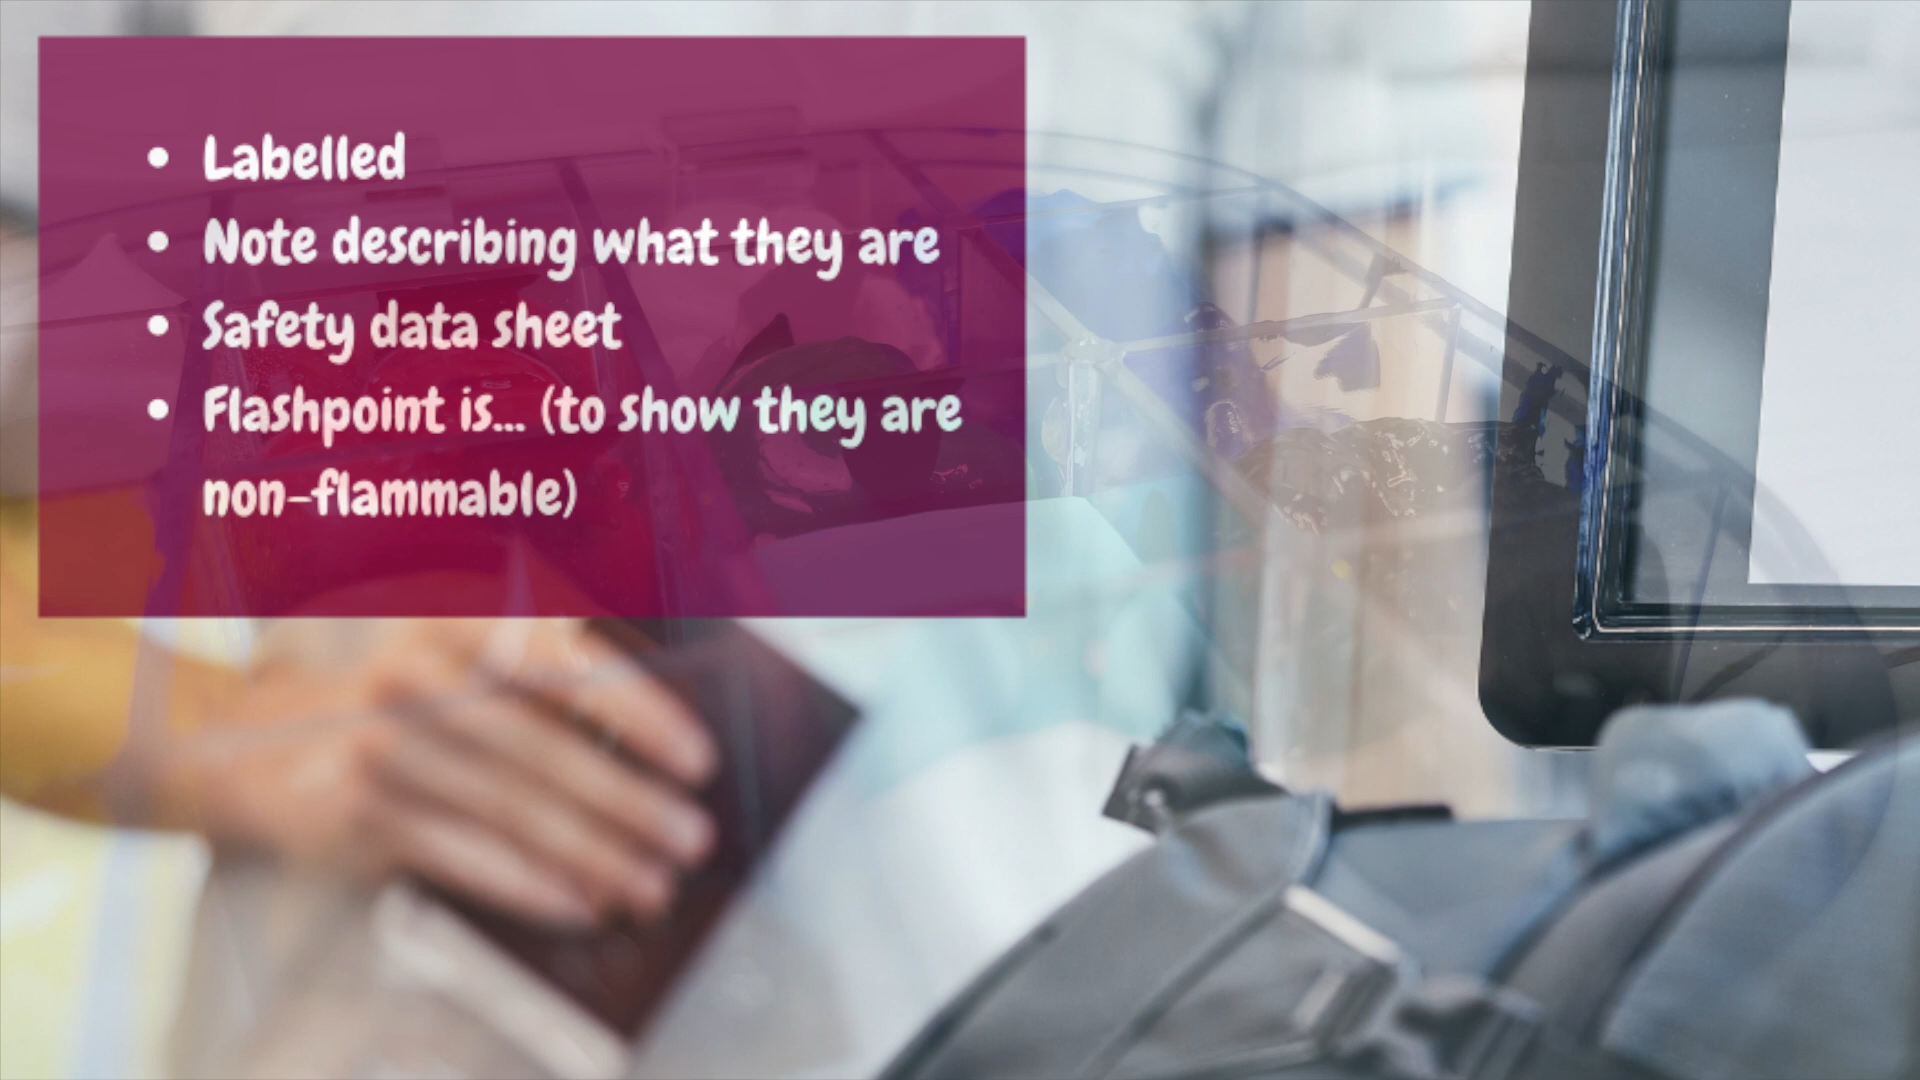 • Labelled
• Note describing what they are
• Safety data sheet
• Flashpoint is... (to show they are
non-flammable)